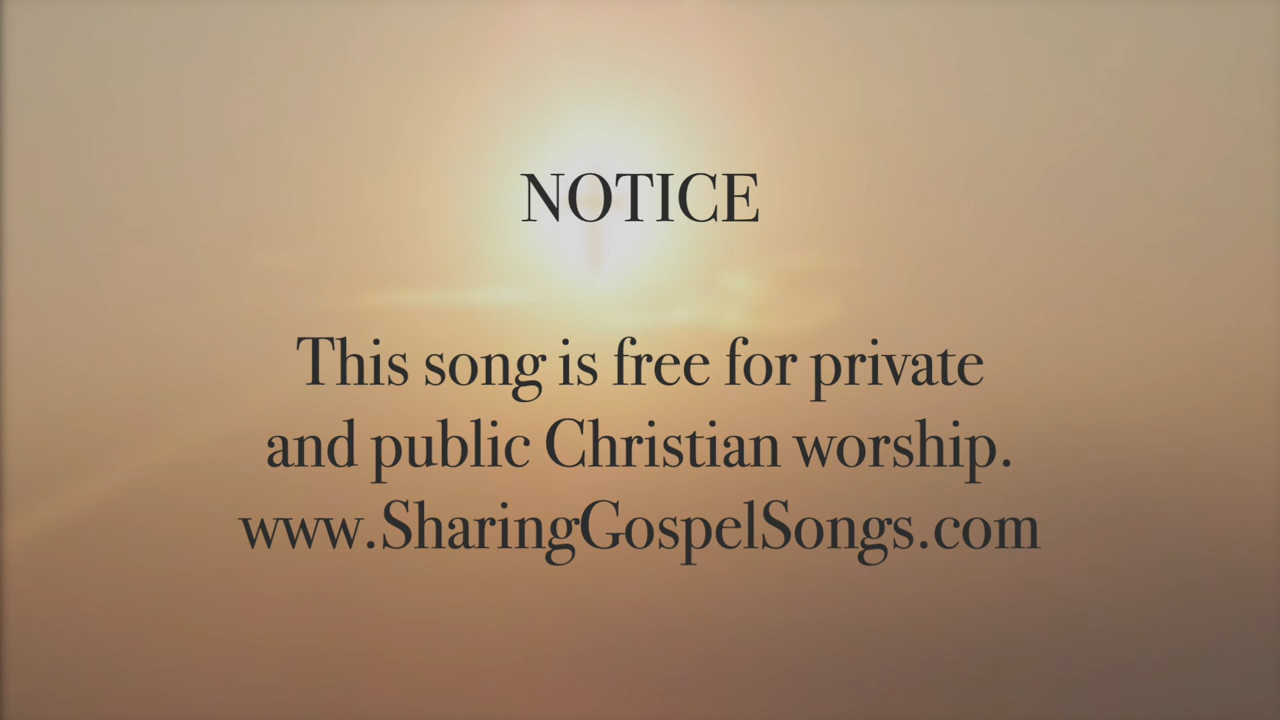 NOTICE
This song is free for private
and public Christian worship.
www.SharingGospelSongs.com